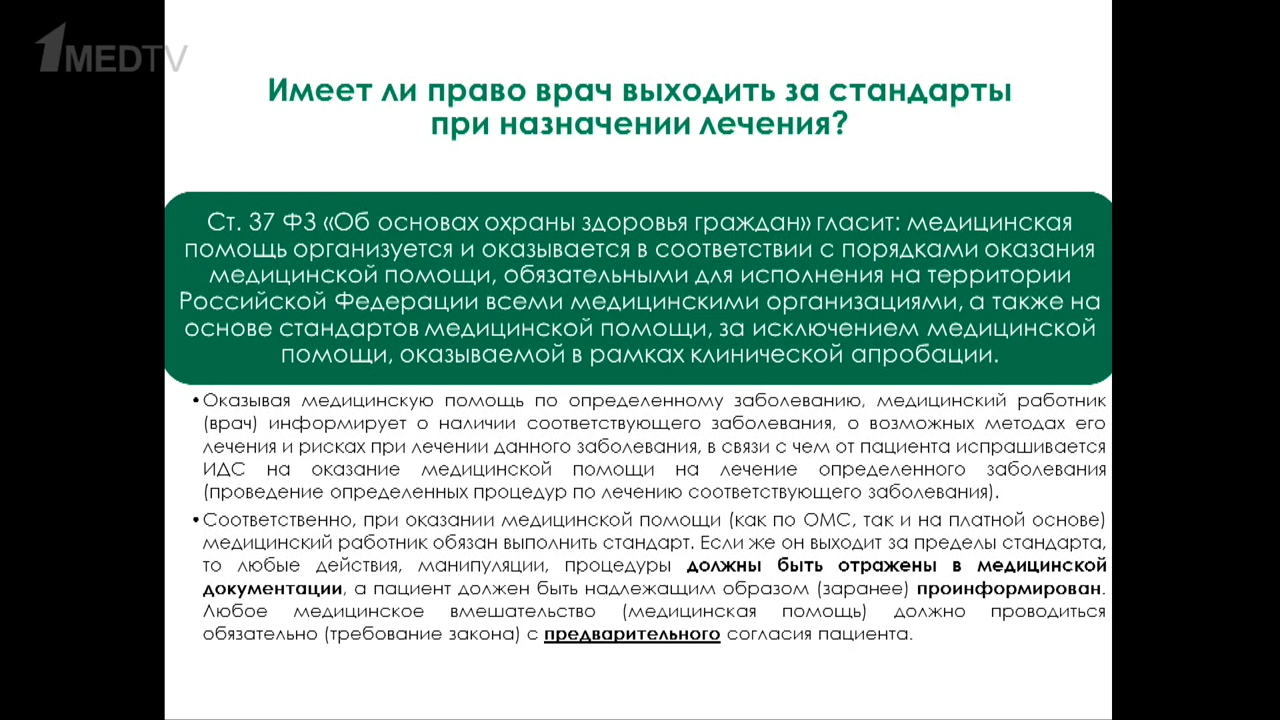 1MEDTV
Имеет ли право врач выходить за стандарты
при назначении лечения?
Ст. 37 ФЗ «Об основах охраны здоровья граждан» гласит: медицинская
помощь организуется и оказывается в соответствии с порядками оказания
медицинской помощи, обязательными для исполнения на территории
Российской Федерации всеми медицинскими организациями, а также на
основе стандартов медицинской помощи, за исключением медицинской
помощи, оказываемой в рамках клинической апробации.
•Оказывая медицинскую помощь по определенному заболеванию, медицинский работник
(врач) информирует о наличии соответствующего заболевания, о возможных методах его
лечения и рисках при лечении данного заболевания, в связи с чем от пациента испрашивается
ИДС на оказание медицинской помощи на лечение определенного заболевания
(проведение определенных процедур по лечению соответствующего заболевания).
•Соответственно, при оказании медицинской помощи (как по ОМС, так и на платной основе)
медицинский работник обязан выполнить стандарт. Если же он выходит за пределы стандарта,
то любые действия, манипуляции, процедуры должны быть отражены в медицинской
документации, а пациент должен быть надлежащим образом (заранее) проинформирован.
Любое медицинское вмешательство (медицинская помощь) должно проводиться
обязательно (требование закона) с предварительного согласия пациента.